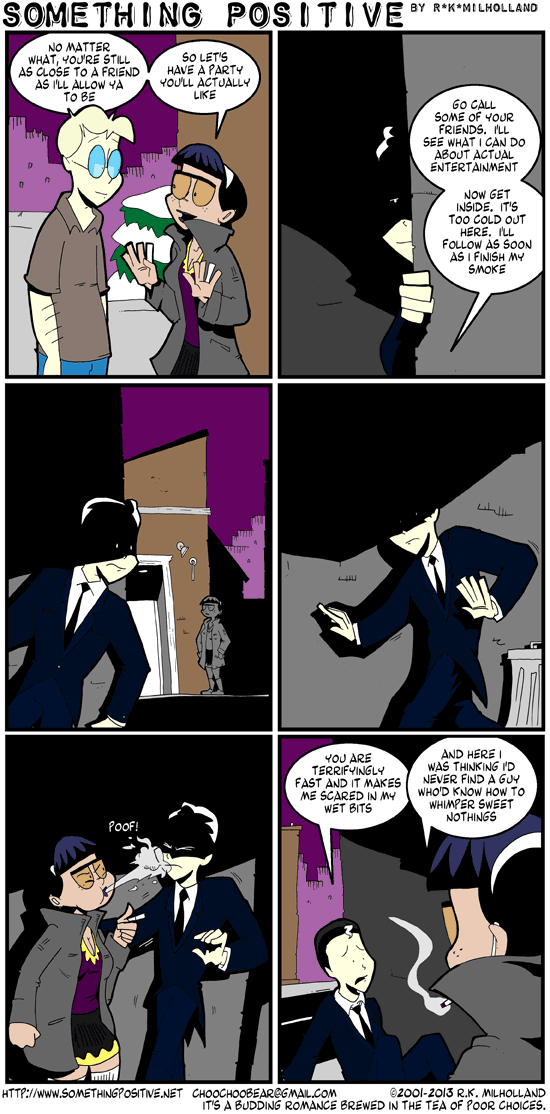 SOMETHING POSITIVE BY R*K*MILHOLLAND
NO MATTER
WHAT, YOU'RE STILL
AS CLOSE TO A FRIEND
AS I'LL ALLOW YA
TO BE
SO LET'S
HAVE A PARTY
YOU'LL ACTUALLY
LIKE
GO CALL
SOME OF YOUR
FRIENDS. I'LL
SEE WHAT I CAN DO
ABOUT ACTUAL
ENTERTAINMENT
NOW GET
INSIDE. IT'S
TOO COLD OUT
HERE. I'LL
FOLLOW AS SOON
AS I FINISH MY
SMOKE
POOF!
YOU ARE
TERRIFYINGLY
FAST AND IT MAKES
ME SCARED IN MY
WET BITS
AND HERE I
WAS THINKING I'D
NEVER FIND A GUY
WHO'D KNOW HOW TO
WHIMPER SWEET
NOTHINGS
HTTP://WWW.SOMETHINGPOSITIVE.NET CHOOCHOOBEAR@GMAIL.COM ©2001-2013 R.K. MILHOLLAND
IT'S A BUDDING ROMANCE BREWED IN THE TEA OF POOR CHOICES.